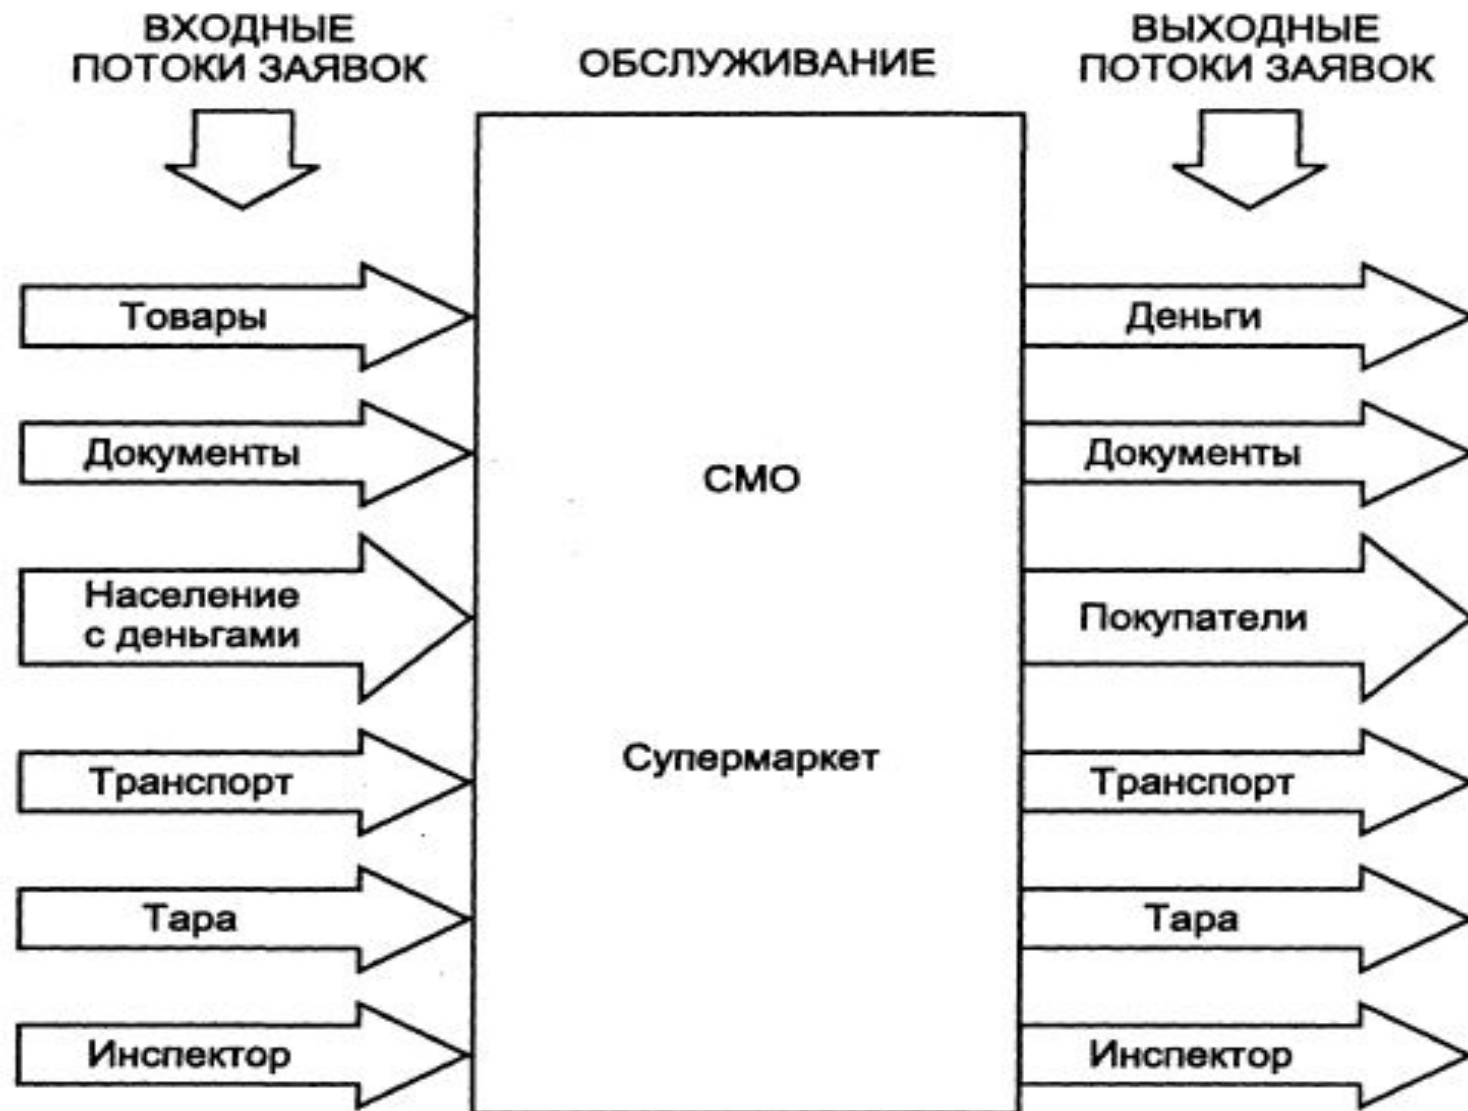 ВХОДНЫЕ
ПОТОКИ ЗАЯВОК
ОБСЛУЖИВАНИЕ
ВЫХОДНЫЕ
ПОТОКИ ЗАЯВОК
Товары
Документы
Население
с деньгами
Транспорт
Тара
Инспектор
СМО
Супермаркет
Деньги
Документы
Покупатели
Транспорт
Тара
Инспектор